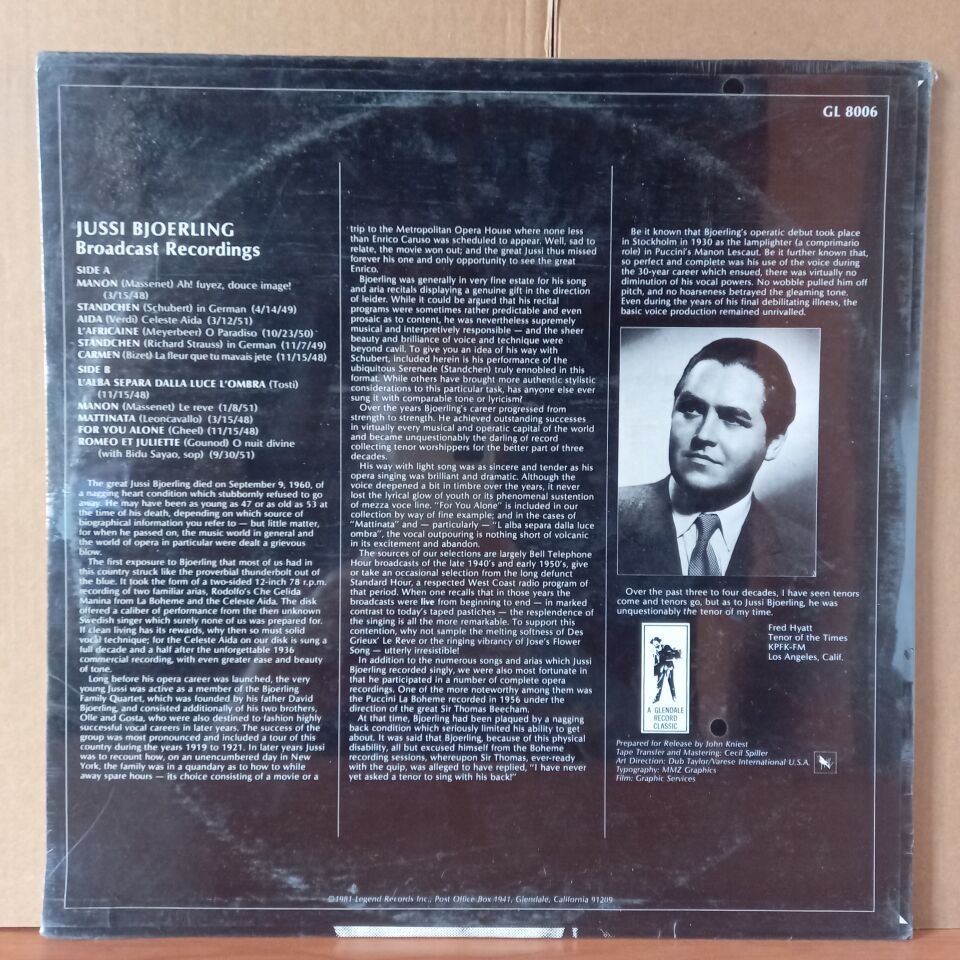 GL 8006
JUSSI BJOERLING
Broadcast Recordings
SIDE A
MANON (Massenet) Ah! fuyez, douce image!
(3/15/48)
STANDCHEN (Schubert) in German (4/14/49)
AIDA (Verdi) Celeste Aida (3/12/51)
L'AFRICAINE (Meyerbeer) O Paradiso (10/23/50)
STANDCHEN (Richard Strauss) in German (11/7/49)
CARMEN (Bizet) La fleur que tu mavais jete (11/15/48)
SIDE B
L'ALBA SEPARA DALLA LUCE L'OMBRA (Tosti)
(11/15/48)
MANON (Massenet) Le reve (1/8/51)
MATTINATA (Leoncavallo) (3/15/48)
FOR YOU ALONE (Gheel) (11/15/48)
ROMEO ET JULIETTE (Gounod) O nuit divine
(with Bidu Sayao, sop) (9/30/51)
The great Jussi Bjoerling died on September 9, 1960, of
a nagging heart condition which stubbornly refused to go
away. He may have been as young as 47 or as old as 53 at
the time of his death, depending on which source of
biographical information you refer to — but little matter,
for when he passed on, the music world in general and
the world of opera in particular were dealt a grievous
blow.
The first exposure to Bjoerling that most of us had in
this country struck like the proverbial thunderbolt out of
the blue. It took the form of a two-sided 12-inch 78 r.p.m.
recording of two familiar arias, Rodolfo's Che Gelida
Manina from La Boheme and the Celeste Aida. The disk
offered a caliber of performance from the then unknown
Swedish singer which surely none of us was prepared for.
If clean living has its rewards, why then so must solid
vocal technique; for the Celeste Aida on our disk is sung a
full decade and a half after the unforgettable 1936
commercial recording, with even greater ease and beauty
of tone.
Long before his opera career was launched, the very
young Jussi was active as a member of the Bjoerling
Family Quartet, which was founded by his father David
Bjoerling, and consisted additionally of his two brothers,
Olle and Gosta, who were also destined to fashion highly
successful vocal careers in later years. The success of the
group was most pronounced and included a tour of this
country during the years 1919 to 1921. In later years Jussi
was to recount how, on an unencumbered day in New
York, the family was in a quandary as to how to while
away spare hours — its choice consisting of a movie or a
trip to the Metropolitan Opera House where none less
than Enrico Caruso was scheduled to appear. Well, sad to
relate, the movie won out; and the great Jussi thus missed
forever his one and only opportunity to see the great
Enrico.
Bjoerling was generally in very fine estate for his song
and aria recitals displaying a genuine gift in the direction
of leider. While it could be argued that his recital
programs were sometimes rather predictable and even
prosaic as to content, he was nevertheless supremely
musical and interpretively responsible — and the sheer
beauty and brilliance of voice and technique were
beyond cavil. To give you an idea of his way with
Schubert, included herein is his performance of the
ubiquitous Serenade (Standchen) truly ennobled in this
format. While others have brought more authentic stylistic
considerations to this particular task, has anyone else ever
sung it with comparable tone or lyricism?
Over the years Bjoerling's career progressed from
strength to strength. He achieved outstanding successes
in virtually every musical and operatic capital of the world
and became unquestionably the darling of record
collecting tenor worshippers for the better part of three
decades.
His way with light song was as sincere and tender as his
opera singing was brilliant and dramatic. Although the
voice deepened a bit in timbre over the years, it never
lost the lyrical glow of youth or its phenomenal sustention
of mezza voce line. "For You Alone" is included in our
collection by way of fine example; and in the cases of
"Mattinata" and — particularly — "L alba separa dalla luce
ombra", the vocal outpouring is nothing short of volcanic
in its excitement and abandon.
The sources of our selections are largely Bell Telephone
Hour broadcasts of the late 1940's and early 1950's, give
or take an occasional selection from the long defunct
Standard Hour, a respected West Coast radio program of
that period. When one recalls that in those years the
broadcasts were live from beginning to end — in marked
contrast to today's taped pastiches — the resplendence of
the singing is all the more remarkable. To support this
contention, why not sample the melting softness of Des
Grieux' Le Reve or the ringing vibrancy of Jose's Flower
Song — utterly irresistible!
In addition to the numerous songs and arias which Jussi
Bjoerling recorded singly, we are also most fortunate in
that he participated in a number of complete opera
recordings. One of the more noteworthy among them was
the Puccini La Boheme recorded in 1956 under the
direction of the great Sir Thomas Beecham.
At that time, Bjoerling had been plaqued by a nagging
back condition which seriously limited his ability to get
about. It was said that Bjoerling, because of this physical
disability, all but excused himself from the Boheme
recording sessions, whereupon Sir Thomas, ever-ready
with the quip, was alleged to have replied, "I have never
yet asked a tenor to sing with his back!"
Be it known that Bjoerling's operatic debut took place
in Stockholm in 1930 as the lamplighter (a comprimario
role) in Puccini's Manon Lescaut. Be it further known that,
so perfect and complete was his use of the voice during
the 30-year career which ensued, there was virtually no
diminution of his vocal powers. No wobble pulled him off
pitch, and no hoarseness betrayed the gleaming tone.
Even during the years of his final debilitating illness, the
basic voice production remained unrivalled.
Over the past three to four decades, I have seen tenors
come and tenors go, but as to Jussi Bjoerling, he was
unquestionably the tenor of my time.
Fred Hyatt
Tenor of the Times
KPFK-FM
Los Angeles, Calif.
A GLENDALE
RECORD
CLASSIC
Prepared for Release by John Kniest
Tape Transfer and Mastering: Cecil Spiller
Art Direction: Dub Taylor/Varese International U.S.A.
Typography: MMZ Graphics
Film: Graphic Services
©1981 Legend Records Inc., Post Office Box 1941, Glendale, California 91209